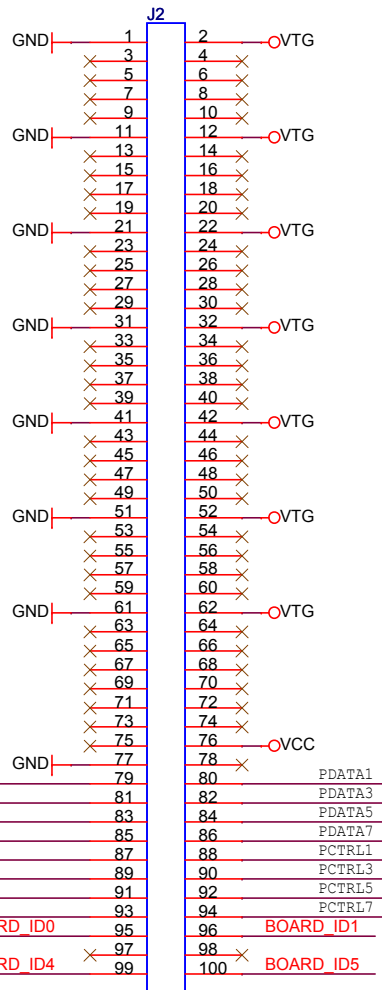 J2
GND 1 2 VTG
3 4
5 6
7 8
9 10
GND 11 12 VTG
13 14
15 16
17 18
19 20
GND 21 22 VTG
23 24
25 26
27 28
29 30
GND 31 32 VTG
33 34
35 36
37 38
39 40
GND 41 42 VTG
43 44
45 46
47 48
49 50
GND 51 52 VTG
53 54
55 56
57 58
59 60
GND 61 62 VTG
63 64
65 66
67 68
69 70
71 72
73 74
75 76 VCC
GND 77 78
79 80 PDATA1
81 82 PDATA3
83 84 PDATA5
85 86 PDATA7
87 88 PCTRL1
89 90 PCTRL3
91 92 PCTRL5
93 94 PCTRL7
RD_ID0 95 96 BOARD_ID1
97 98
RD_ID4 99 100 BOARD_ID5